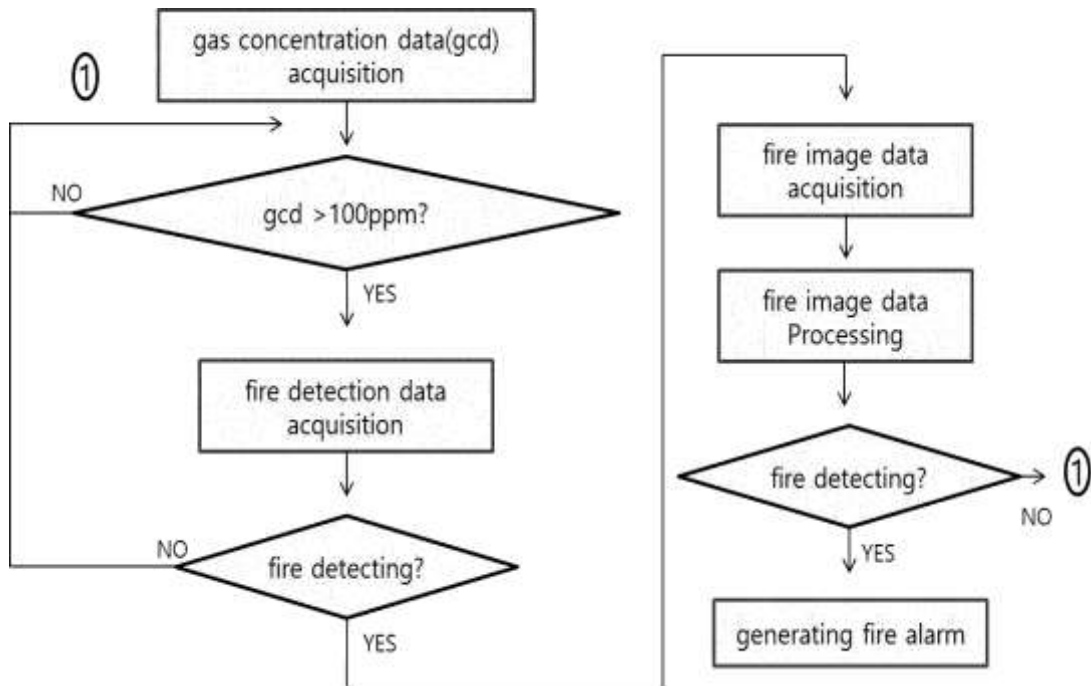 gas concentration data(gcd)
acquisition
①
NO
gcd >100ppm?
YES
fire detection data
acquisition
NO
fire detecting?
YES
fire image data
acquisition
fire image data
Processing
fire detecting?
①
NO
YES
generating fire alarm